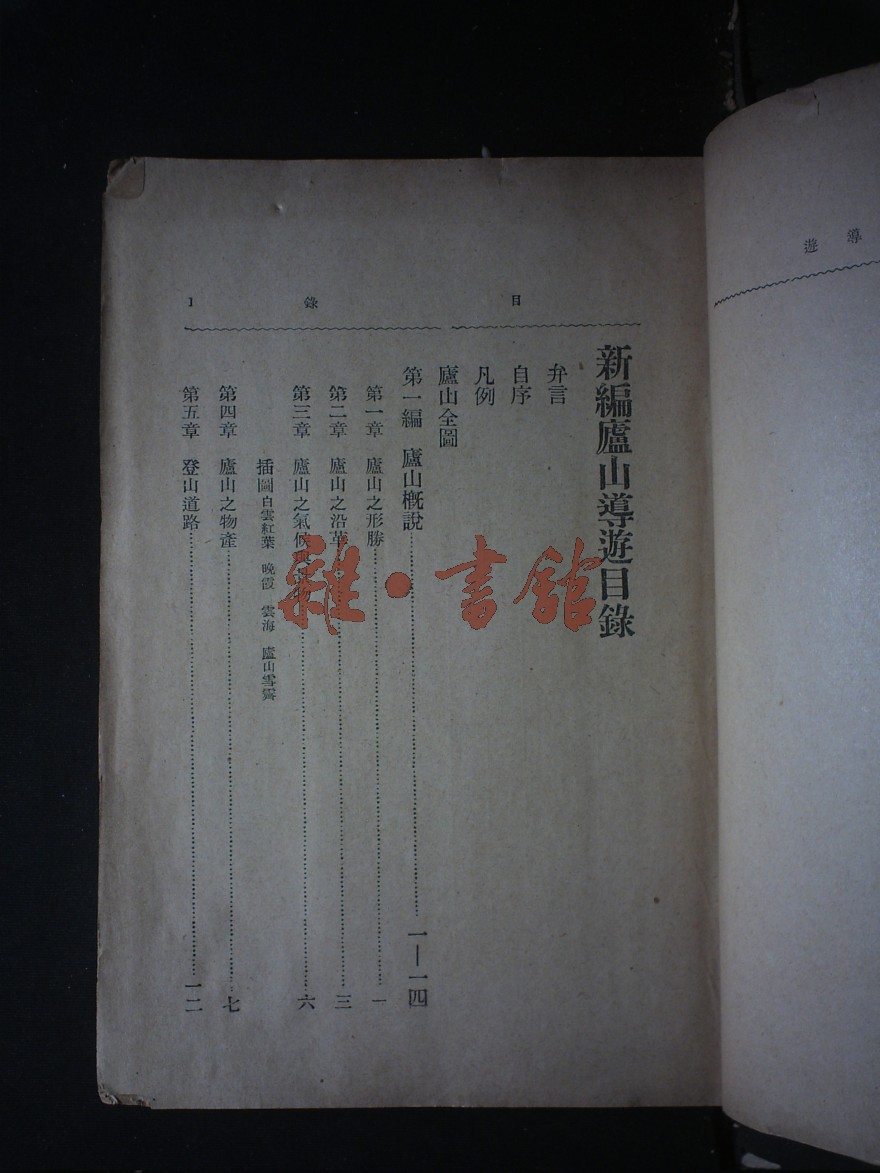 導遊
目錄 1
新編廬山導遊目錄
弁言
自序
凡例
廬山全圖
第一編 廬山概說 一—一四
第一章 廬山之形勝 一
第二章 廬山之沿革 三
第三章 廬山之氣候 六
插圖 白雲紅葉 晚霞 雲海 廬山雪霽
第四章 廬山之物產 七
第五章 登山道路 一二
雜·書館